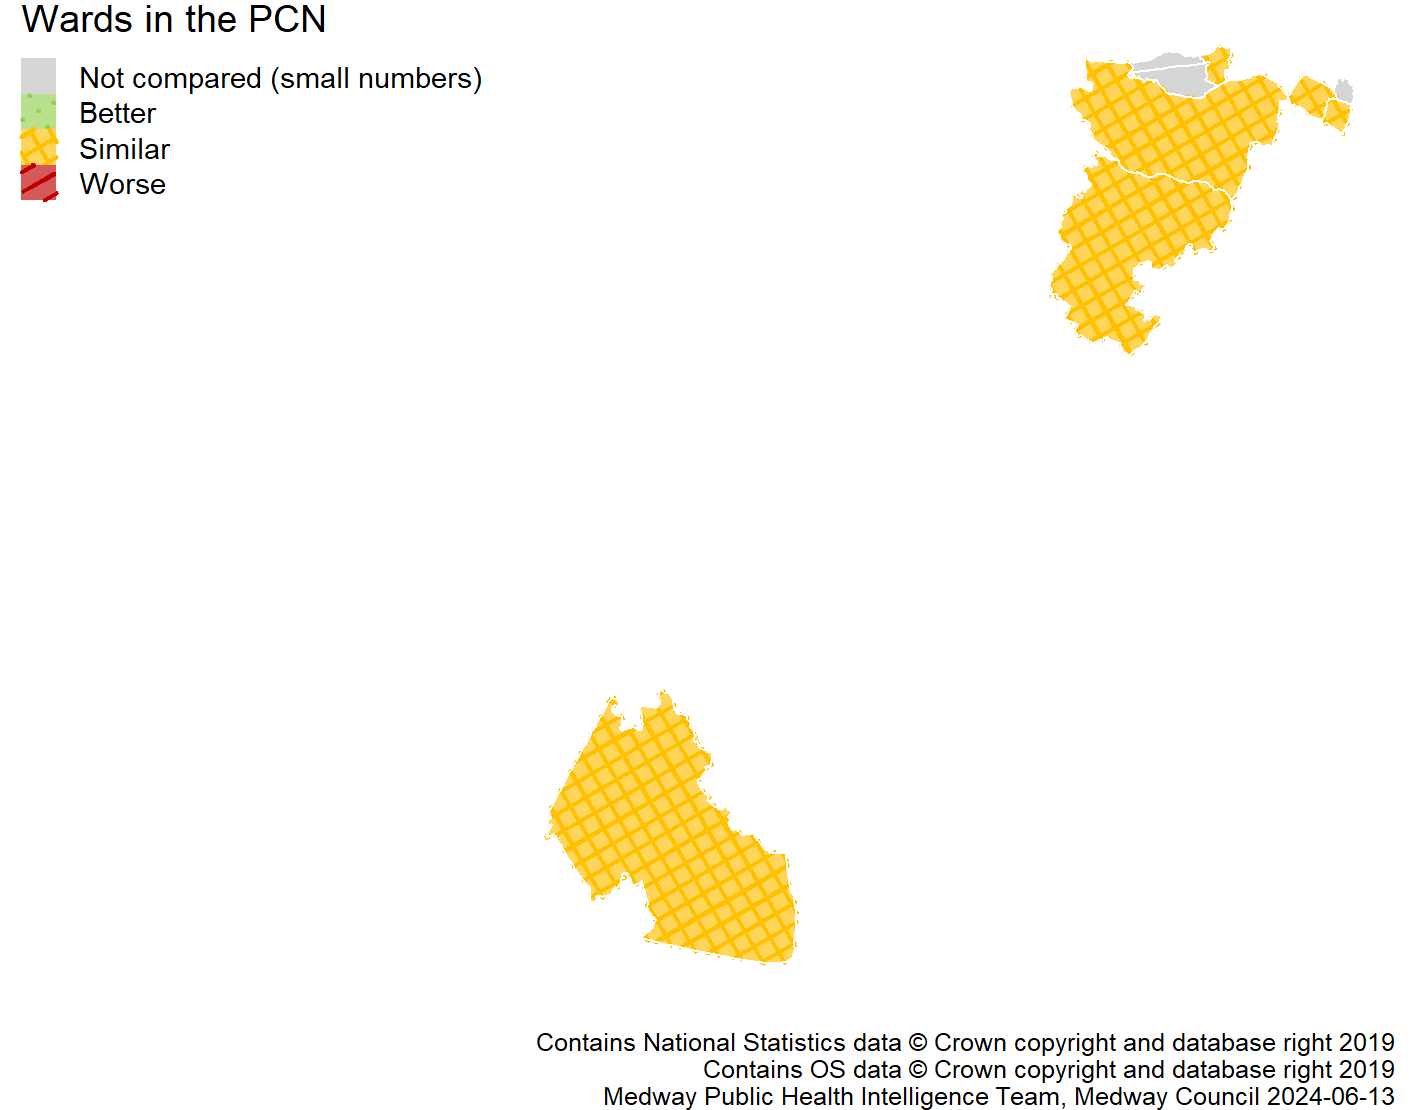 Wards in the PCN
Not compared (small numbers)
Better
Similar
Worse
Contains National Statistics data © Crown copyright and database right 2019
Contains OS data © Crown copyright and database right 2019
Medway Public Health Intelligence Team, Medway Council 2024-06-13